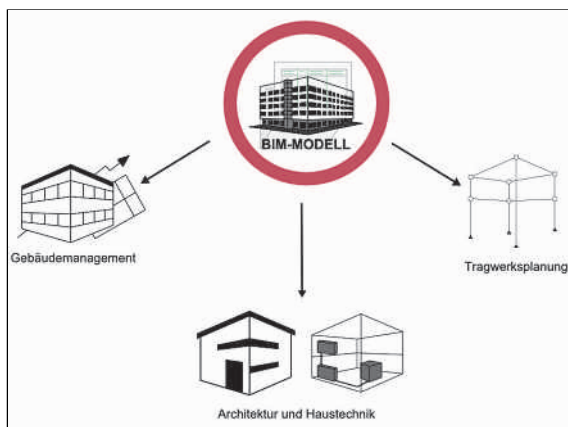 BIM-MODELL
Gebäudemanagement
Tragwerksplanung
Architektur und Haustechnik